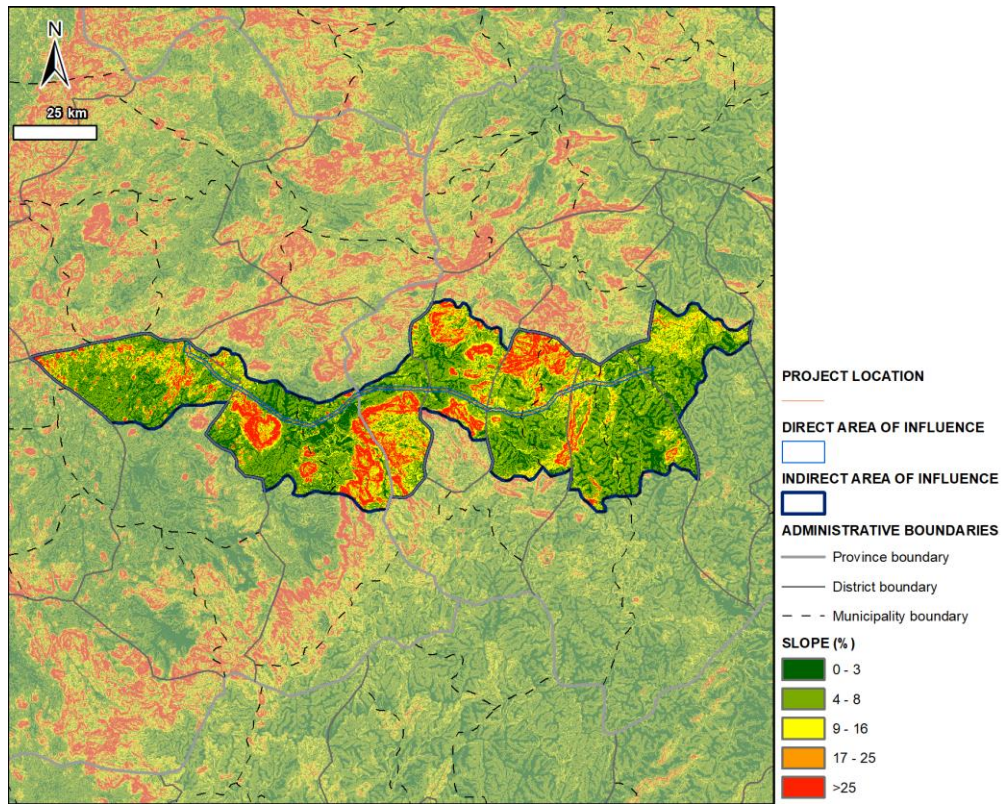 N
25 km
PROJECT LOCATION
DIRECT AREA OF INFLUENCE
INDIRECT AREA OF INFLUENCE
ADMINISTRATIVE BOUNDARIES
Province boundary
District boundary
Municipality boundary
SLOPE (%)
0 - 3
4 - 8
9 - 16
17 - 25
>25